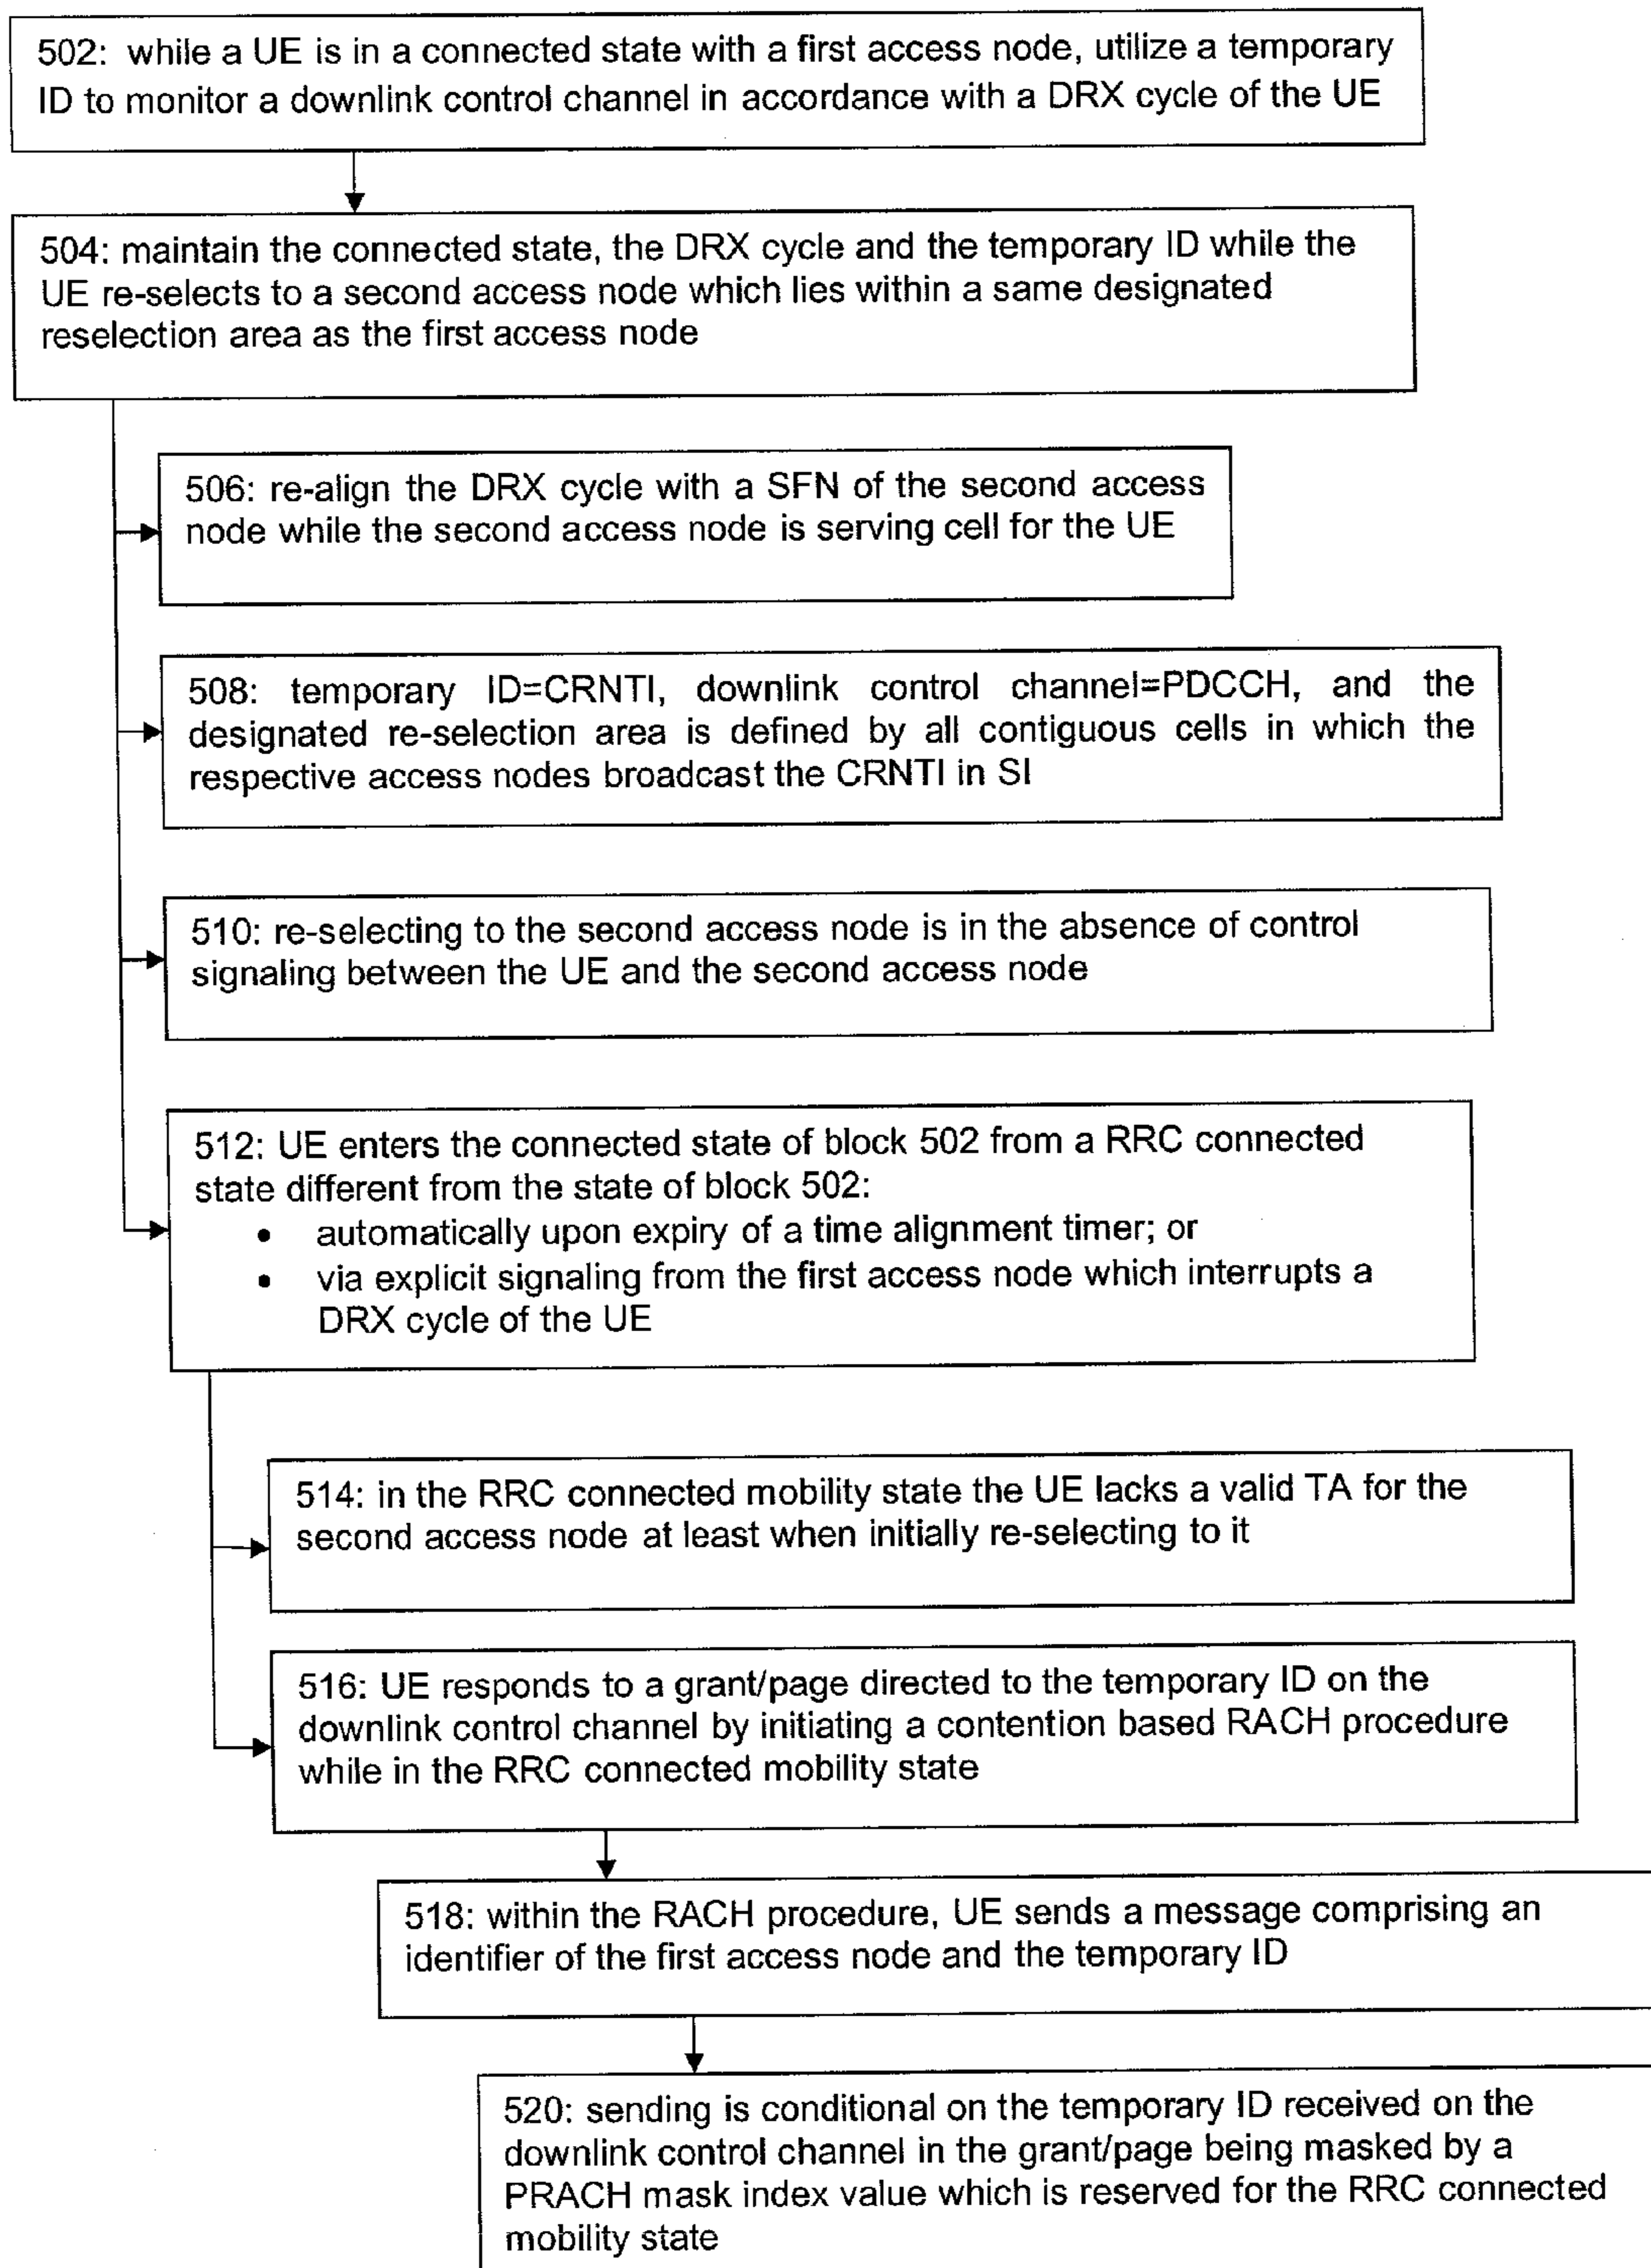 502: while a UE is in a connected state with a first access node, utilize a temporary
ID to monitor a downlink control channel in accordance with a DRX cycle of the UE
504: maintain the connected state, the DRX cycle and the temporary ID while the
UE re-selects to a second access node which lies within a same designated
reselection area as the first access node
506: re-align the DRX cycle with a SFN of the second access
node while the second access node is serving cell for the UE
508: temporary ID=CRNTI, downlink control channel=PDCCH, and the
designated re-selection area is defined by all contiguous cells in which the
respective access nodes broadcast the CRNTI in SI
510: re-selecting to the second access node is in the absence of control
signaling between the UE and the second access node
512: UE enters the connected state of block 502 from a RRC connected
state different from the state of block 502:
• automatically upon expiry of a time alignment timer; or
• via explicit signaling from the first access node which interrupts a
DRX cycle of the UE
514: in the RRC connected mobility state the UE lacks a valid TA for the
second access node at least when initially re-selecting to it
516: UE responds to a grant/page directed to the temporary ID on the
downlink control channel by initiating a contention based RACH procedure
while in the RRC connected mobility state
518: within the RACH procedure, UE sends a message comprising an
identifier of the first access node and the temporary ID
520: sending is conditional on the temporary ID received on the
downlink control channel in the grant/page being masked by a
PRACH mask index value which is reserved for the RRC connected
mobility state